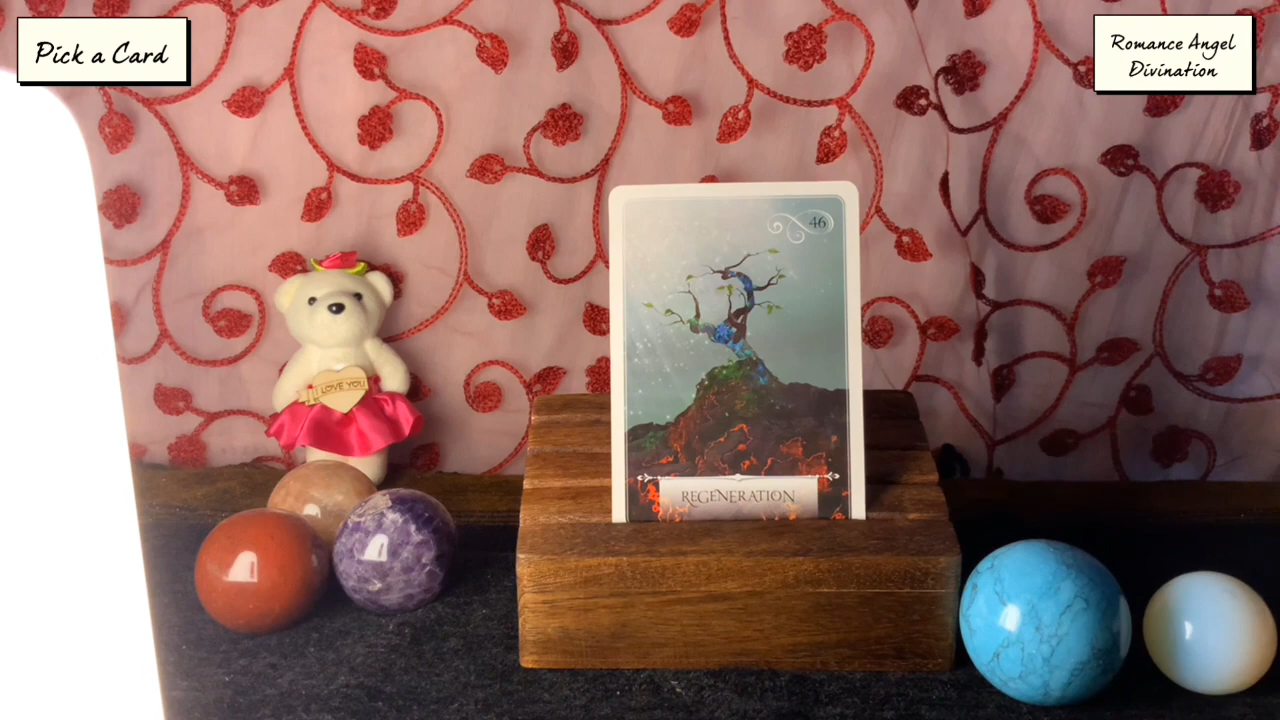 Pick a Card
Romance Angel
Divination
46
I LOVE YOU
REGENERATION